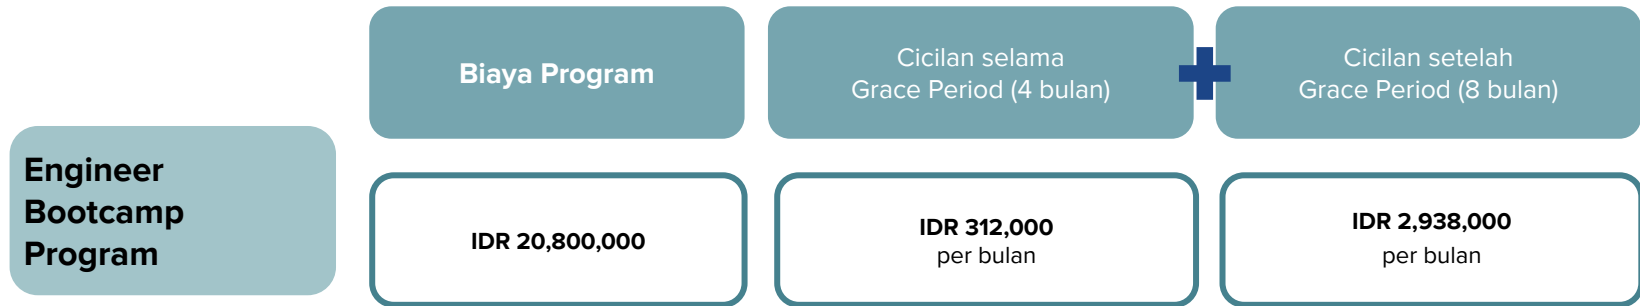 Biaya Program
Cicilan selama
Grace Period (4 bulan)
Cicilan setelah
Grace Period (8 bulan)
Engineer
Bootcamp
Program
IDR 20,800,000
IDR 312,000
per bulan
IDR 2,938,000
per bulan